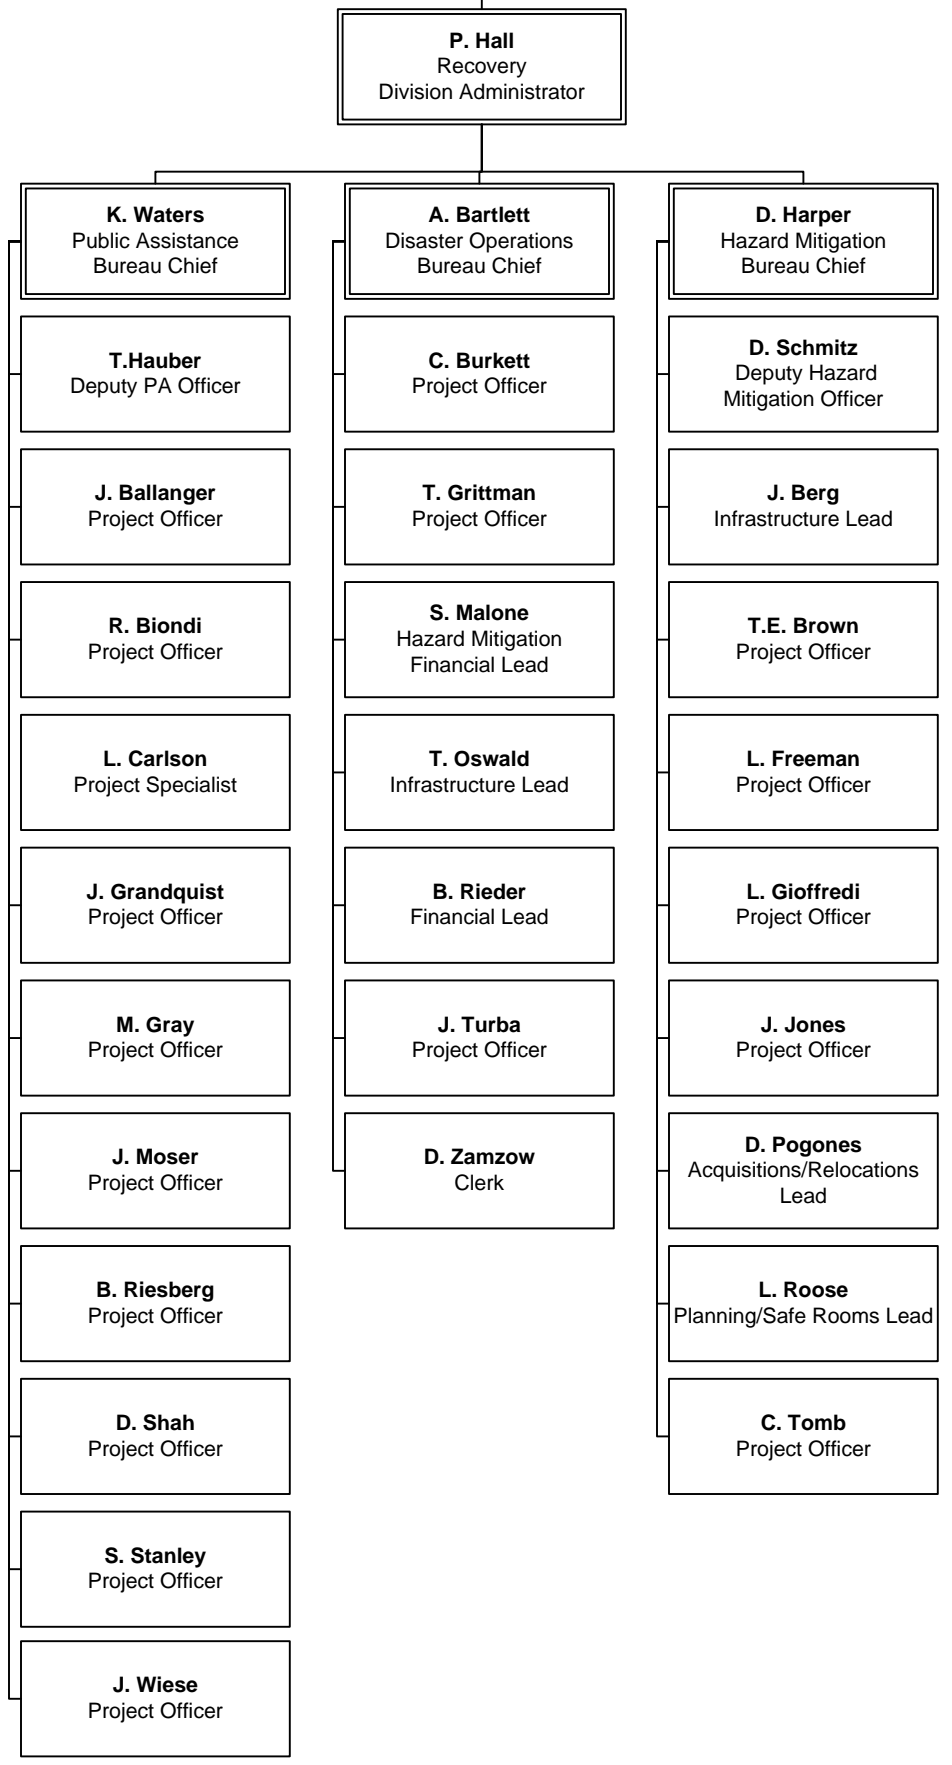 P. Hall
Recovery
Division Administrator
K. Waters
Public Assistance
Bureau Chief
T.Hauber
Deputy PA Officer
J. Ballanger
Project Officer
R. Biondi
Project Officer
L. Carlson
Project Specialist
J. Grandquist
Project Officer
M. Gray
Project Officer
J. Moser
Project Officer
B. Riesberg
Project Officer
D. Shah
Project Officer
S. Stanley
Project Officer
J. Wiese
Project Officer
A. Bartlett
Disaster Operations
Bureau Chief
C. Burkett
Project Officer
T. Grittman
Project Officer
S. Malone
Hazard Mitigation
Financial Lead
T. Oswald
Infrastructure Lead
B. Rieder
Financial Lead
J. Turba
Project Officer
D. Zamzow
Clerk
D. Harper
Hazard Mitigation
Bureau Chief
D. Schmitz
Deputy Hazard
Mitigation Officer
J. Berg
Infrastructure Lead
T.E. Brown
Project Officer
L. Freeman
Project Officer
L. Gioffredi
Project Officer
J. Jones
Project Officer
D. Pogones
Acquisitions/Relocations
Lead
L. Roose
Planning/Safe Rooms Lead
C. Tomb
Project Officer